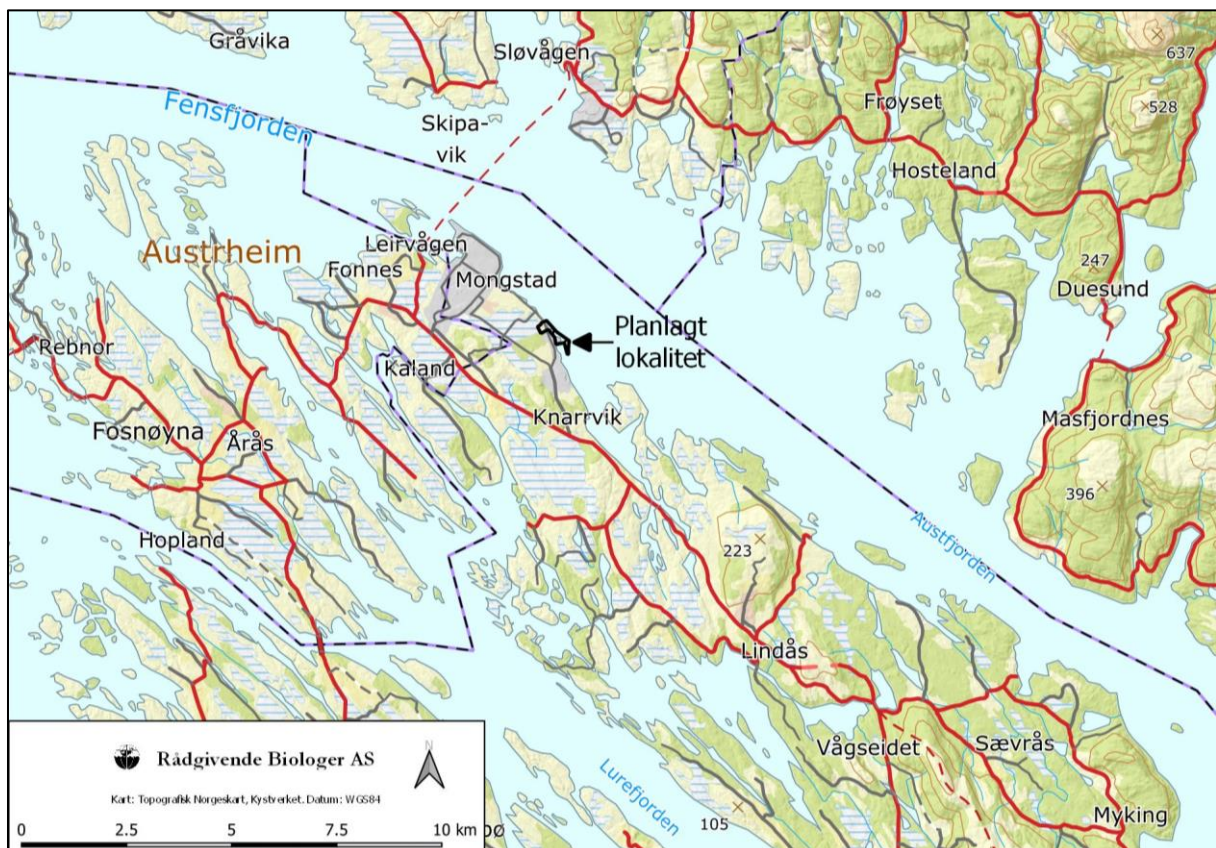 Gråvika
Sløvågen
637
528
Fensfjorden
Frøyset
Skipa-
vik
Hosteland
Austrheim
Leirvågen
Fonnes
Mongstad
247
Duesund
Planlagt
lokalitet
Rebnor
Kaland
Knarrvik
Masfjordnes
Fosnøyna
Årås
396
Hopland
223
Austfjorden
Lindås
Vågseidet
Sævrås
Lurefjorden
105
Myking
N
Rådgivende Biologer AS
Kart: Topografisk Norgeskart, Kystverket. Datum: WGS84
0 2.5 5 7.5 10 km